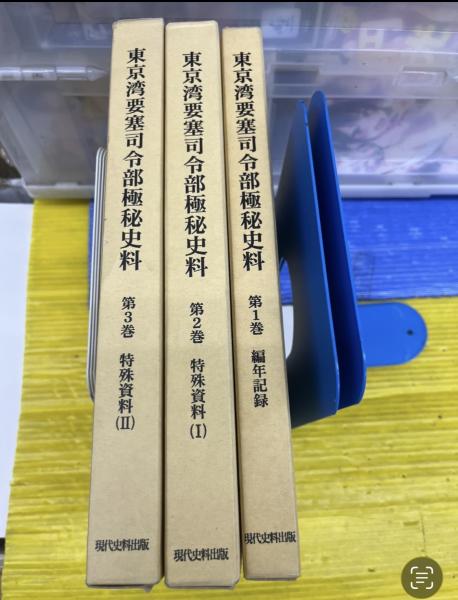 東京湾要塞司令部極秘史料
第1巻
編年記録
現代史料出版
東京湾要塞司令部極秘史料
第2巻
特殊資料(I)
現代史料出版
東京湾要塞司令部極秘史料
第3巻
特殊資料(II)
現代史料出版